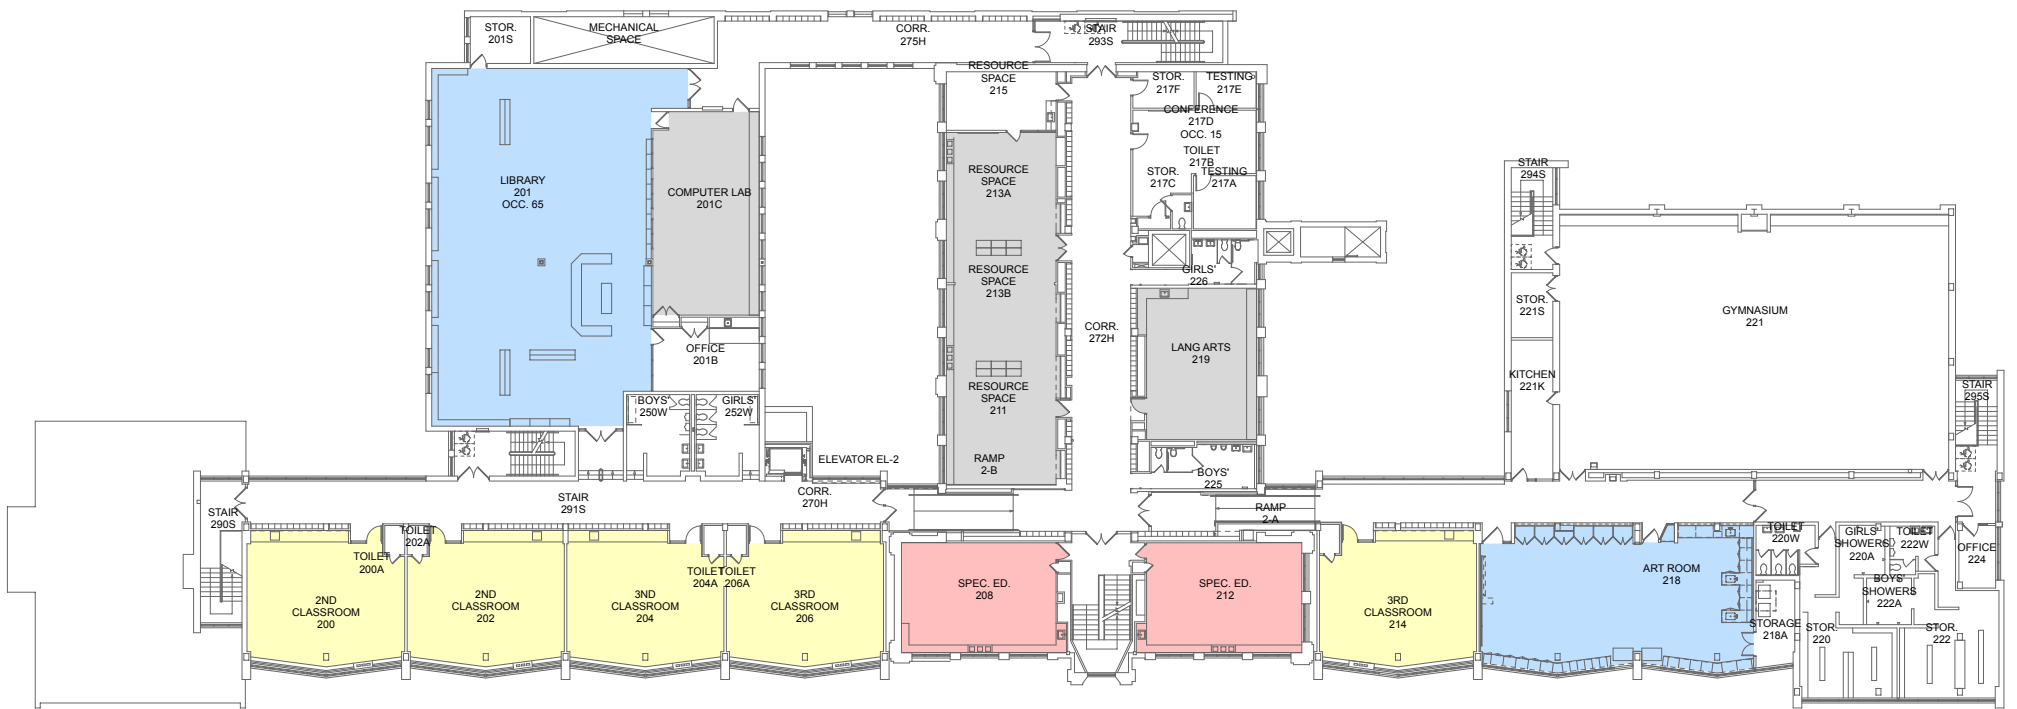 STOR.
201S
MECHANICAL
SPACE
CORR.
275H
STAIR
293S
RESOURCE
SPACE
215
STOR.
217F
TESTING
217E
CONFERENCE
217D
OCC. 15
TOILET
217B
STOR.
217C
TESTING
217A
LIBRARY
201
OCC. 65
COMPUTER LAB
201C
RESOURCE
SPACE
213A
STAIR
294S
RESOURCE
SPACE
213B
GIRLS'
226
STOR.
221S
GYMNASIUM
221
OFFICE
201B
CORR.
272H
LANG ARTS
219
KITCHEN
221K
RESOURCE
SPACE
211
STAIR
295S
BOYS'
250W
GIRLS'
252W
ELEVATOR EL-2
RAMP
2-B
BOYS'
225
STAIR
290S
STAIR
291S
CORR.
270H
RAMP
2-A
TOILET
200A
TOILET
202A
TOILET
204A
TOILET
206A
TOILET
220W
GIRLS'
SHOWERS
220A
TOILET
222W
OFFICE
224
2ND
CLASSROOM
200
2ND
CLASSROOM
202
3ND
CLASSROOM
204
3RD
CLASSROOM
206
SPEC. ED.
208
SPEC. ED.
212
3RD
CLASSROOM
214
ART ROOM
218
BOYS'
SHOWERS
222A
STORAGE
218A
STOR.
220
STOR.
222